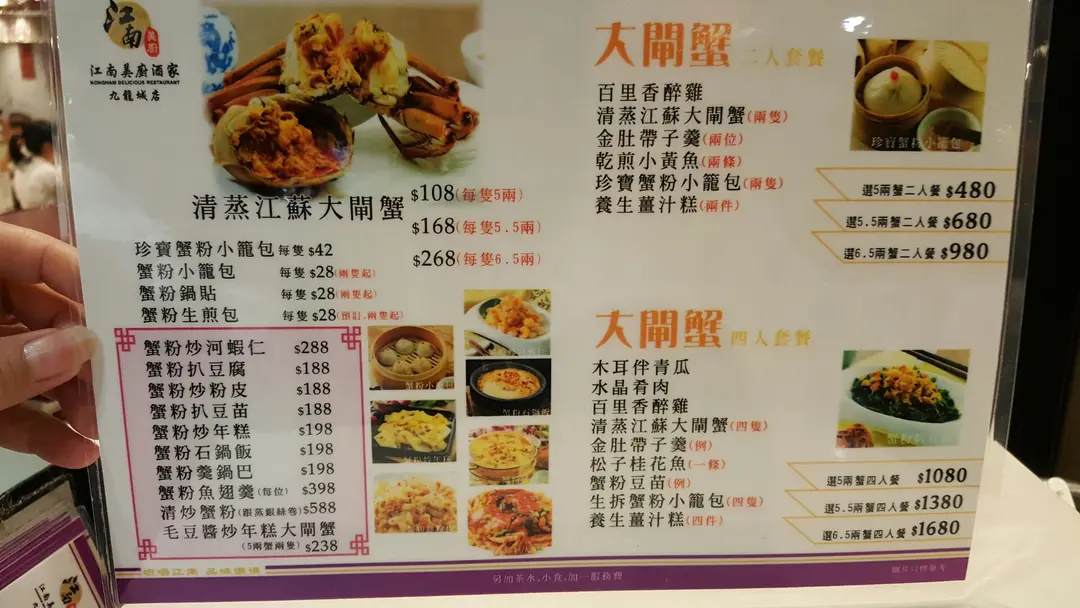 江南
美廚
江南美廚酒家
KONGNAM DELICIOUS RESTAURANT
九龍城店
清蒸江蘇大閘蟹
$108(每隻5兩)
$168(每隻5.5兩)
$268(每隻6.5兩)
珍寶蟹粉小籠包 每隻 $42
蟹粉小籠包 每隻 $28(兩隻起)
蟹粉鍋貼 每隻 $28(兩隻起)
蟹粉生煎包 每隻 $28(預訂,兩隻起)
蟹粉炒河蝦仁 $288
蟹粉扒豆腐 $188
蟹粉炒粉皮 $188
蟹粉扒豆苗 $188
蟹粉炒年糕 $198
蟹粉石鍋飯 $198
蟹粉羹鍋巴 $198
蟹粉魚翅羹(每位) $398
清炒蟹粉(跟蒸銀絲卷) $588
毛豆醬炒年糕大閘蟹
(5兩蟹兩隻) $238
大閘蟹 二人套餐
百里香醉雞
清蒸江蘇大閘蟹(兩隻)
金肚帶子羹(兩位)
乾煎小黃魚(兩條)
珍寶蟹粉小籠包(兩隻)
養生薑汁糕(兩件)
珍寶蟹粉小籠包
選5兩蟹二人餐 $480
選5.5兩蟹二人餐 $680
選6.5兩蟹二人餐 $980
大閘蟹 四人套餐
木耳伴青瓜
水晶肴肉
百里香醉雞
清蒸江蘇大閘蟹(四隻)
金肚帶子羹(例)
松子桂花魚(一條)
蟹粉豆苗(例)
生拆蟹粉小籠包(四隻)
養生薑汁糕(四件)
選5兩蟹四人餐 $1080
選5.5兩蟹四人餐 $1380
選6.5兩蟹四人餐 $1680
另加茶水,小食,加一服務費
圖片只供參考